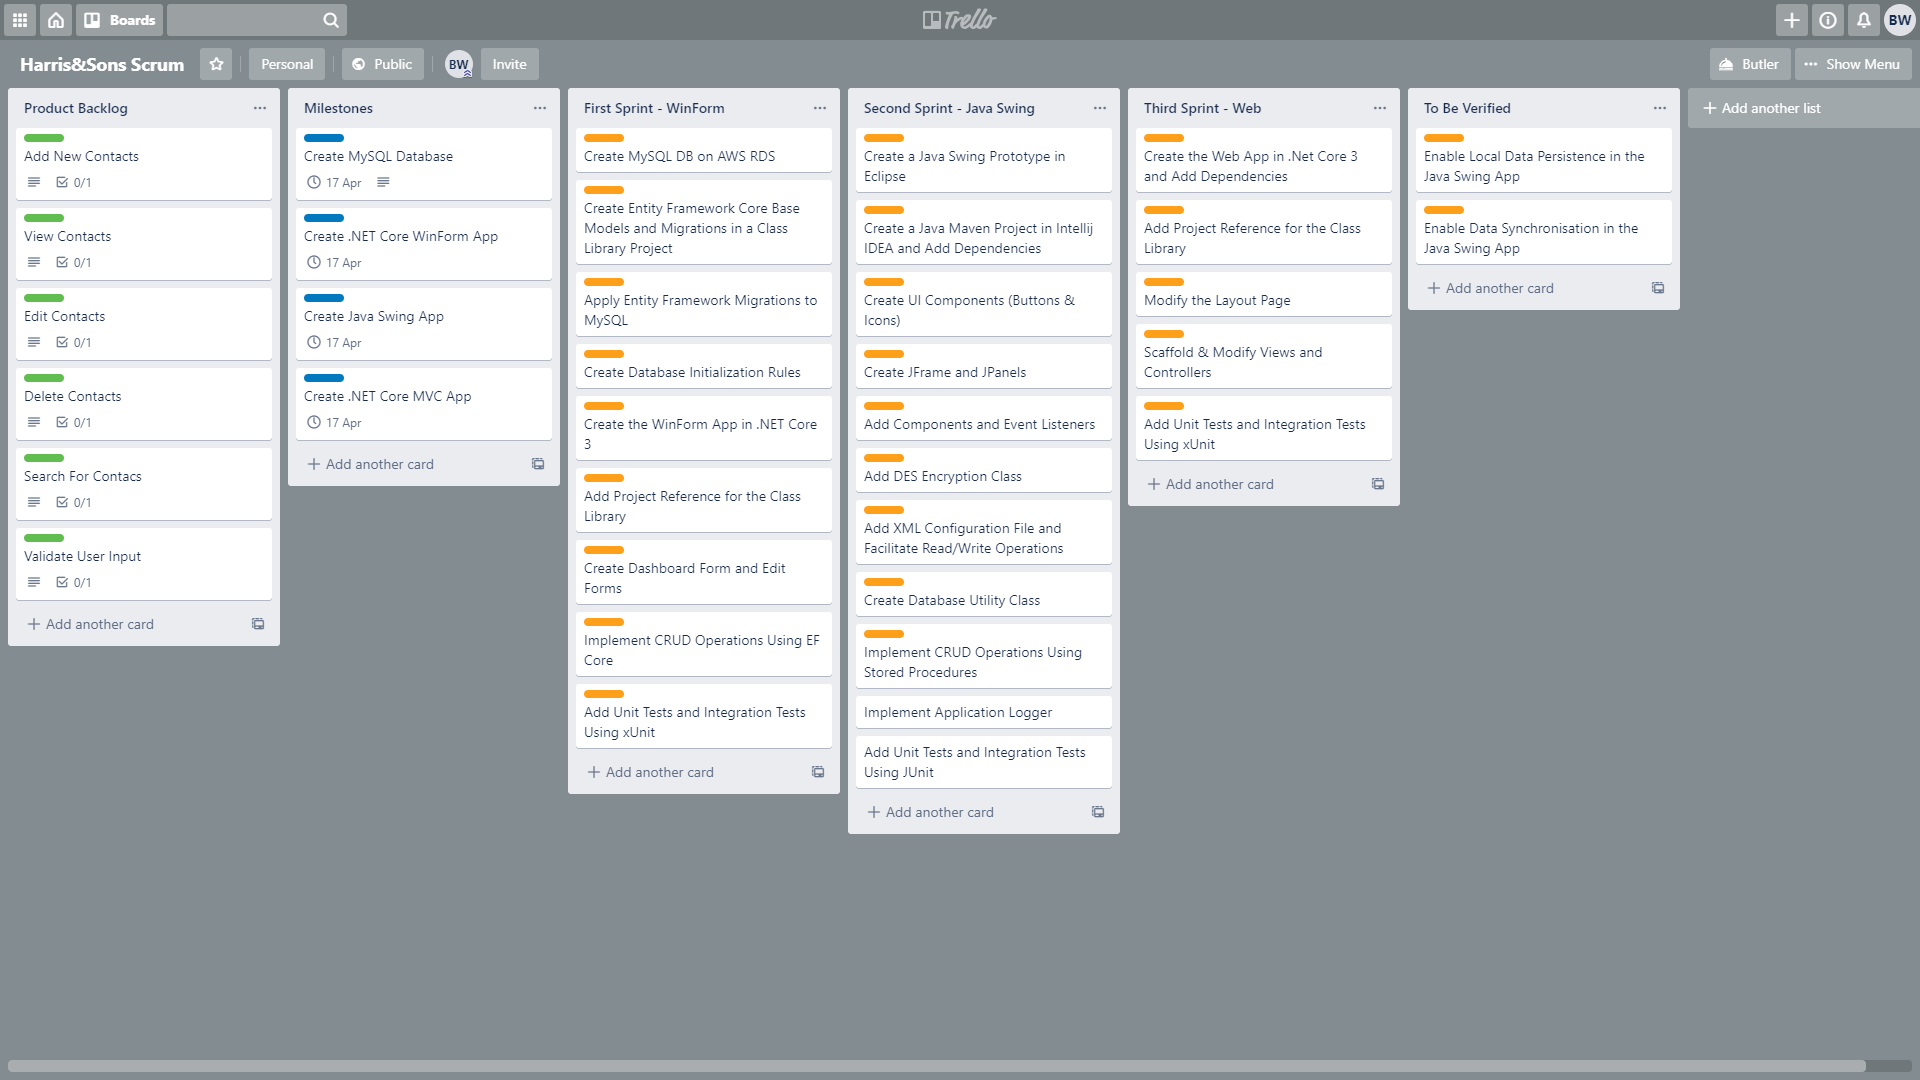 Boards
Trello
BW
Harris&Sons Scrum
Personal
Public
BW
Invite
Butler
Show Menu
Product Backlog
Add New Contacts
0/1
View Contacts
0/1
Edit Contacts
0/1
Delete Contacts
0/1
Search For Contacs
0/1
Validate User Input
0/1
Add another card
Milestones
Create MySQL Database
17 Apr
Create .NET Core WinForm App
17 Apr
Create Java Swing App
17 Apr
Create .NET Core MVC App
17 Apr
Add another card
First Sprint - WinForm
Create MySQL DB on AWS RDS
Create Entity Framework Core Base
Models and Migrations in a Class
Library Project
Apply Entity Framework Migrations to
MySQL
Create Database Initialization Rules
Create the WinForm App in .NET Core
3
Add Project Reference for the Class
Library
Create Dashboard Form and Edit
Forms
Implement CRUD Operations Using EF
Core
Add Unit Tests and Integration Tests
Using xUnit
Add another card
Second Sprint - Java Swing
Create a Java Swing Prototype in
Eclipse
Create a Java Maven Project in Intellij
IDEA and Add Dependencies
Create UI Components (Buttons &
Icons)
Create JFrame and JPanels
Add Components and Event Listeners
Add DES Encryption Class
Add XML Configuration File and
Facilitate Read/Write Operations
Create Database Utility Class
Implement CRUD Operations Using
Stored Procedures
Implement Application Logger
Add Unit Tests and Integration Tests
Using JUnit
Add another card
Third Sprint - Web
Create the Web App in .Net Core 3
and Add Dependencies
Add Project Reference for the Class
Library
Modify the Layout Page
Scaffold & Modify Views and
Controllers
Add Unit Tests and Integration Tests
Using xUnit
Add another card
To Be Verified
Enable Local Data Persistence in the
Java Swing App
Enable Data Synchronisation in the
Java Swing App
Add another card
Add another list